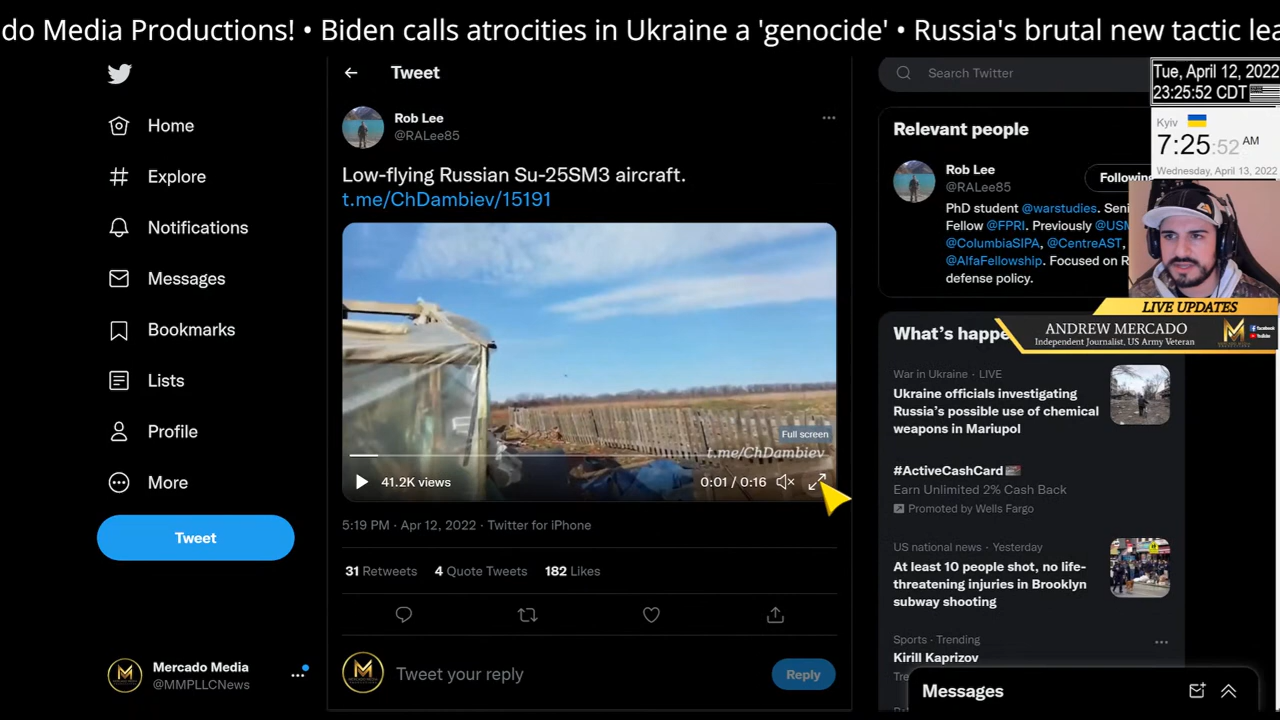 do Media Productions! • Biden calls atrocities in Ukraine a 'genocide' • Russia's brutal new tactic lea
Tweet
Search Twitter
Tue, April 12, 2022
23:25:52 CDT
Kyiv
7:25:52 AM
Wednesday, April 13, 2022
Home
Explore
Notifications
Messages
Bookmarks
Lists
Profile
More
Tweet
Mercado Media
@MMPLLCNews
Rob Lee
@RALee85
Low-flying Russian Su-25SM3 aircraft.
t.me/ChDambiev/15191
Full screen
t.me/ChDambiev
41.2K views
0:01 / 0:16
5:19 PM · Apr 12, 2022 · Twitter for iPhone
31 Retweets 4 Quote Tweets 182 Likes
Tweet your reply
Reply
Relevant people
Rob Lee
@RALee85
Following
PhD student @warstudies. Seni
Fellow @FPRI. Previously @USM
@ColumbiaSIPA, @CentreAST,
@AlfaFellowship. Focused on R
defense policy.
LIVE UPDATES
ANDREW MERCADO
Independent Journalist, US Army Veteran
facebook
YouTube
What's happe
War in Ukraine · LIVE
Ukraine officials investigating
Russia's possible use of chemical
weapons in Mariupol
#ActiveCashCard
Earn Unlimited 2% Cash Back
Promoted by Wells Fargo
US national news · Yesterday
At least 10 people shot, no life-
threatening injuries in Brooklyn
subway shooting
Sports · Trending
Kirill Kaprizov
Messages